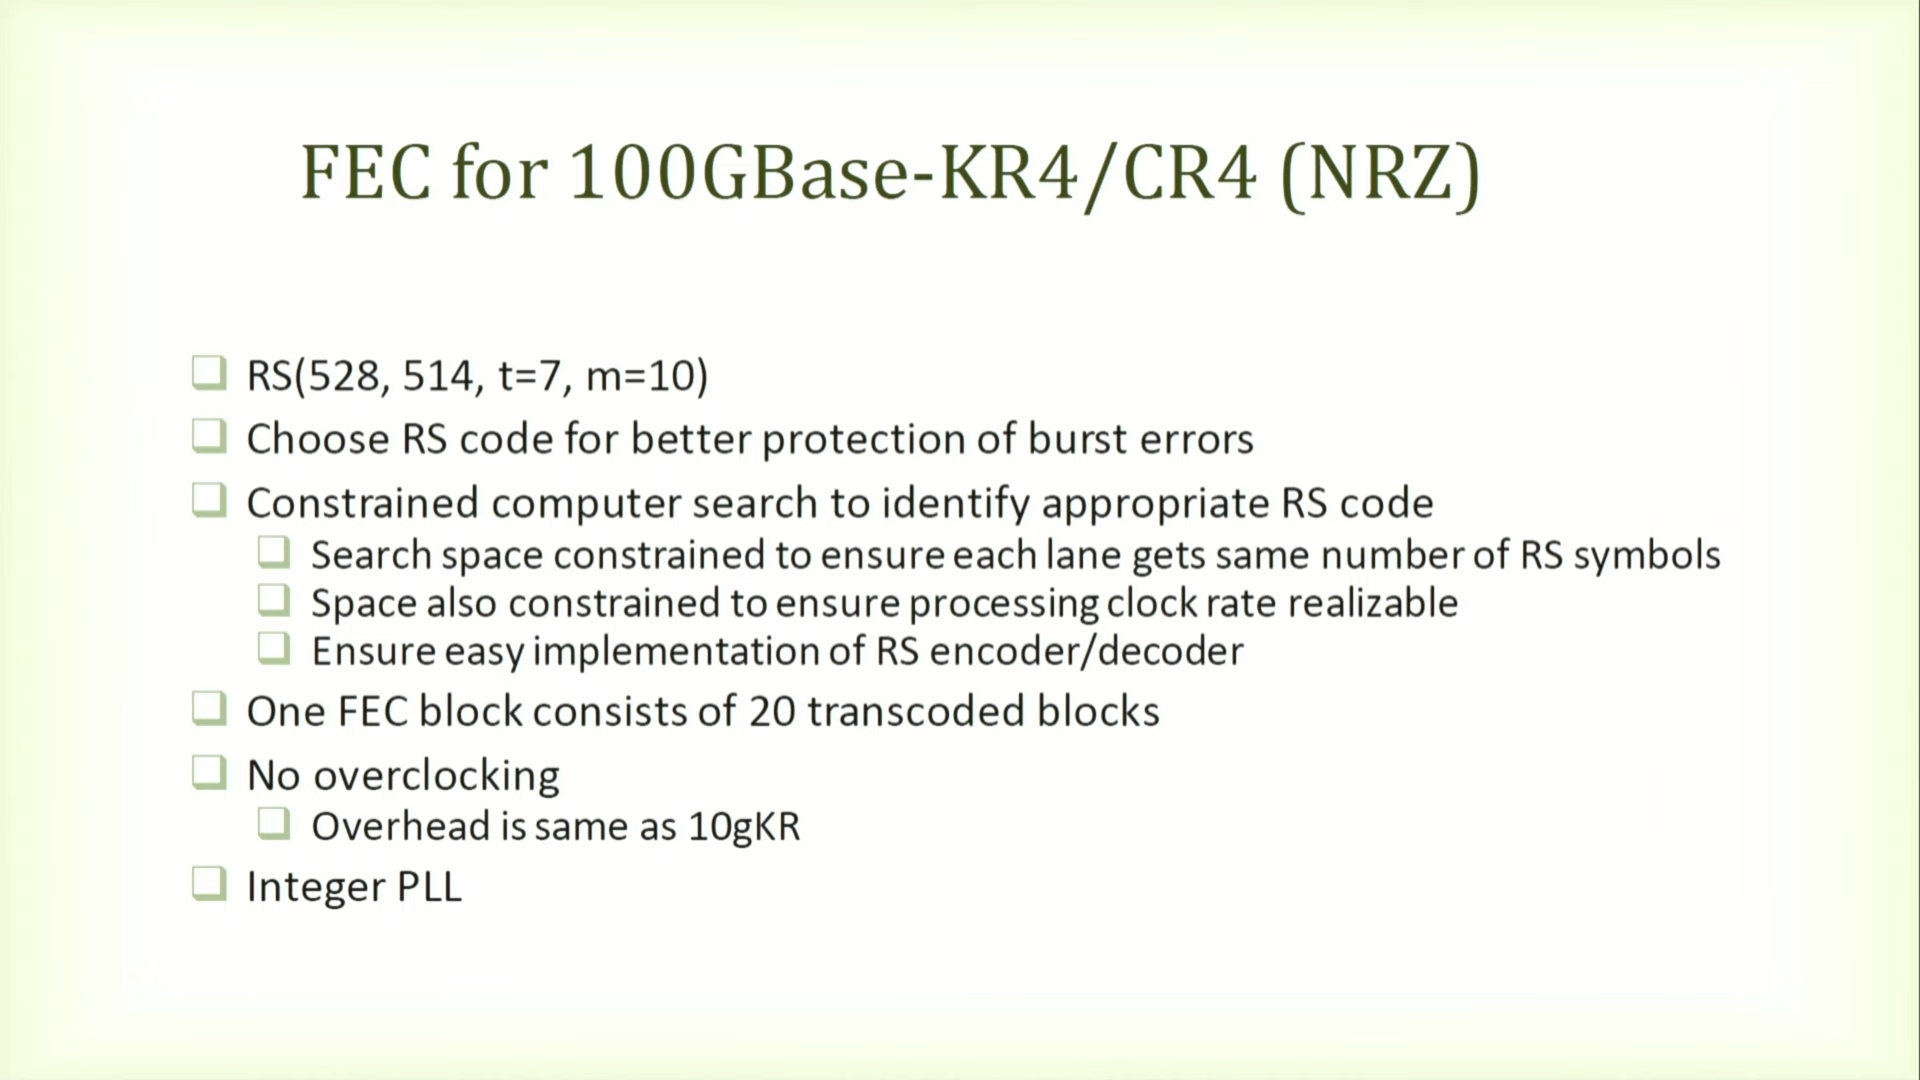 FEC for 100GBase-KR4/CR4 (NRZ)
RS(528, 514, t=7, m=10)
Choose RS code for better protection of burst errors
Constrained computer search to identify appropriate RS code
Search space constrained to ensure each lane gets same number of RS symbols
Space also constrained to ensure processing clock rate realizable
Ensure easy implementation of RS encoder/decoder
One FEC block consists of 20 transcoded blocks
No overclocking
Overhead is same as 10gKR
Integer PLL